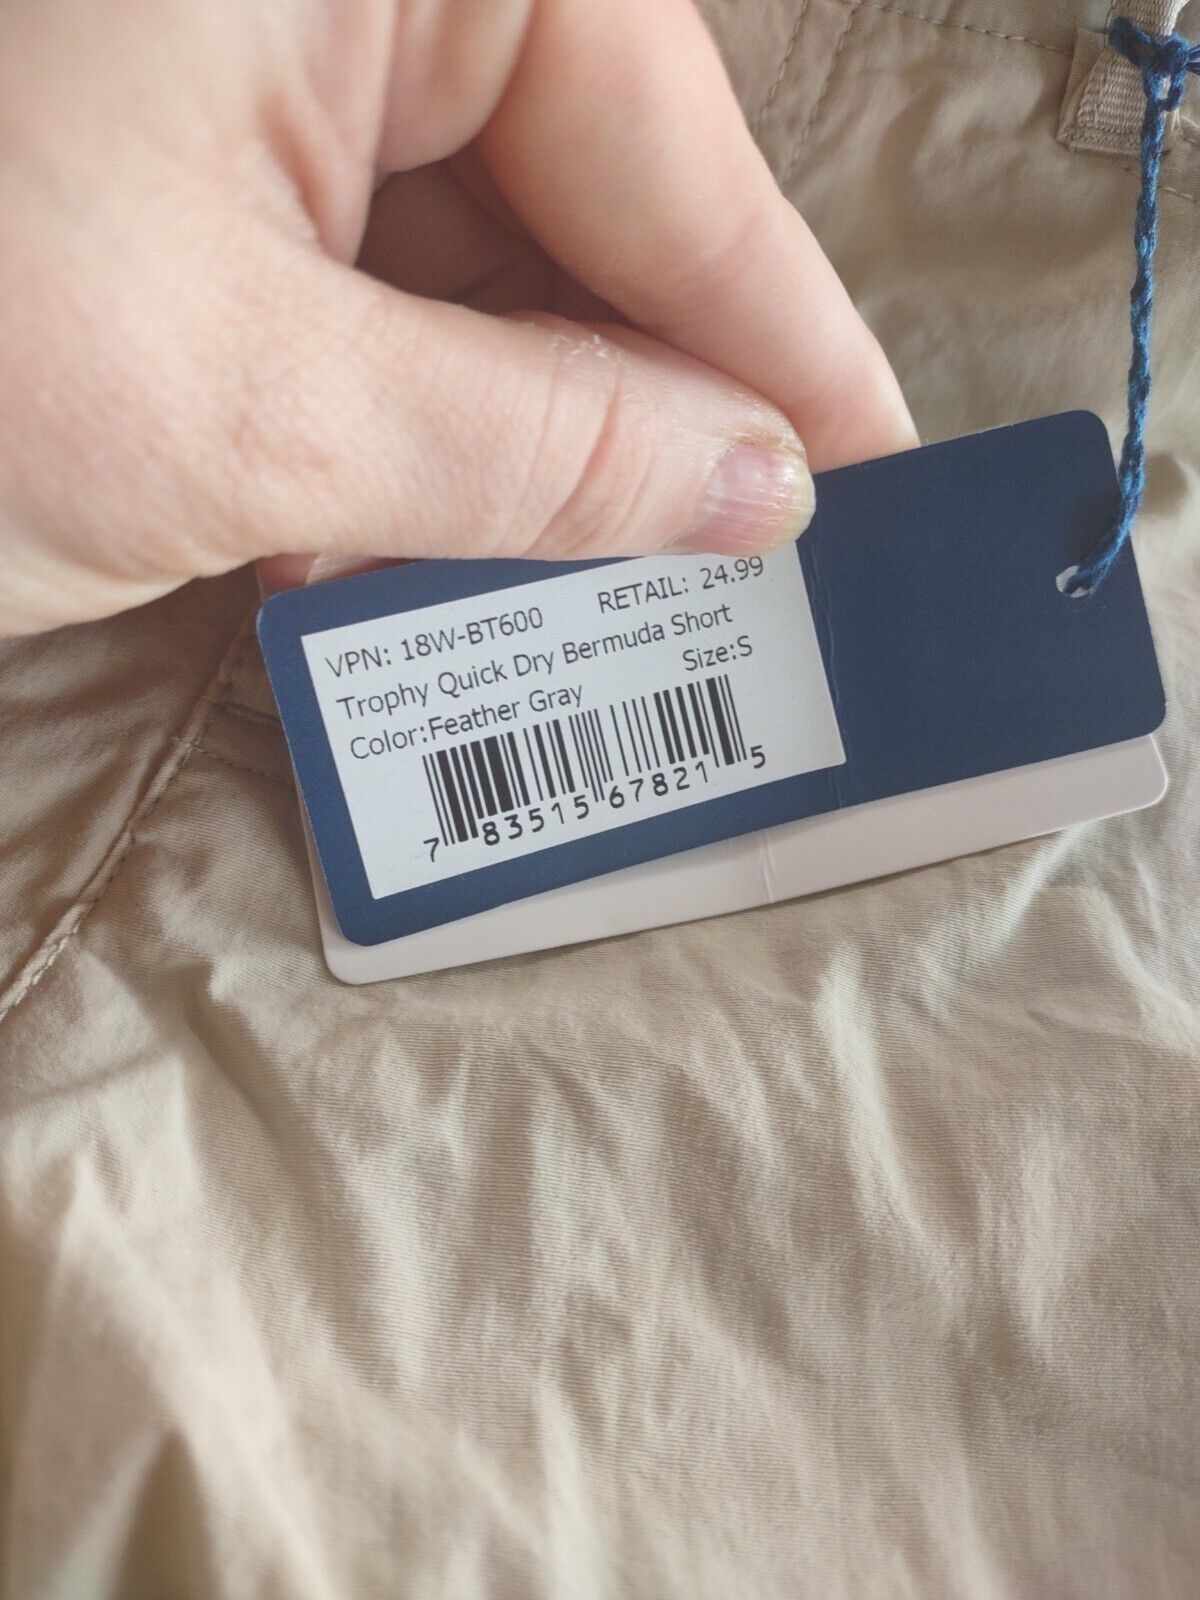 VPN: 18W-BT600 RETAIL: 24.99
Trophy Quick Dry Bermuda Short
Color:Feather Gray Size:S
7 83515 67821 5